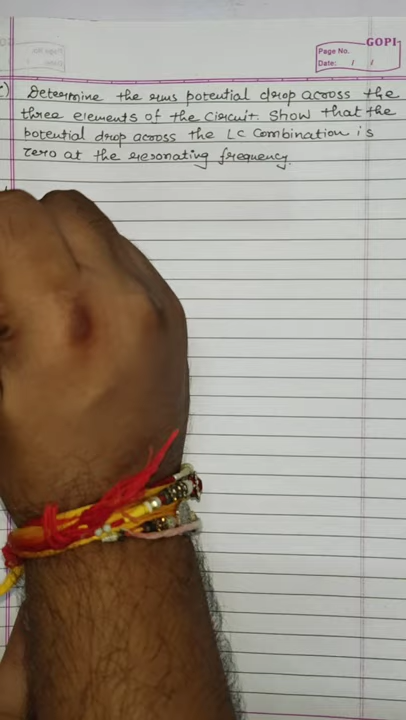 GOPI
Page No.
Date: / /
c) Determine the rms potential drop across the
three elements of the circuit. Show that the
potential drop across the LC Combination is
zero at the resonating frequency.